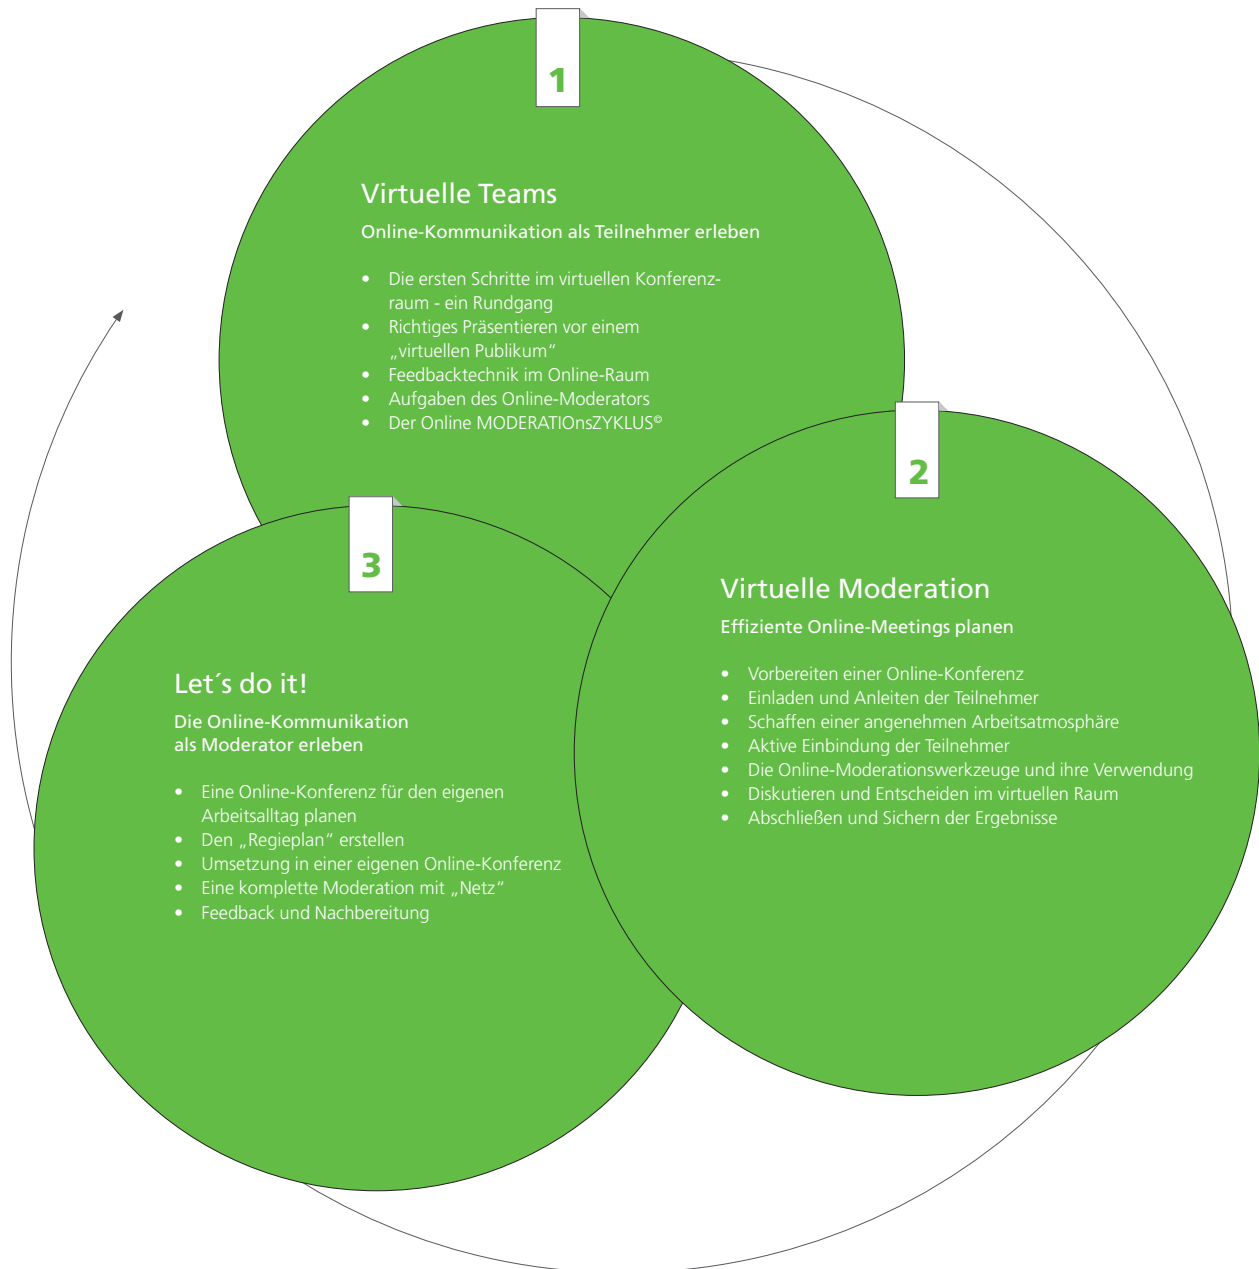 1
Virtuelle Teams
Online-Kommunikation als Teilnehmer erleben
• Die ersten Schritte im virtuellen Konferenz-
raum - ein Rundgang
• Richtiges Präsentieren vor einem
„virtuellen Publikum“
• Feedbacktechnik im Online-Raum
• Aufgaben des Online-Moderators
• Der Online MODERATIOnsZYKLUS©
2
Virtuelle Moderation
Effiziente Online-Meetings planen
• Vorbereiten einer Online-Konferenz
• Einladen und Anleiten der Teilnehmer
• Schaffen einer angenehmen Arbeitsatmosphäre
• Aktive Einbindung der Teilnehmer
• Die Online-Moderationswerkzeuge und ihre Verwendung
• Diskutieren und Entscheiden im virtuellen Raum
• Abschließen und Sichern der Ergebnisse
3
Let´s do it!
Die Online-Kommunikation
als Moderator erleben
• Eine Online-Konferenz für den eigenen
Arbeitsalltag planen
• Den „Regieplan“ erstellen
• Umsetzung in einer eigenen Online-Konferenz
• Eine komplette Moderation mit „Netz“
• Feedback und Nachbereitung